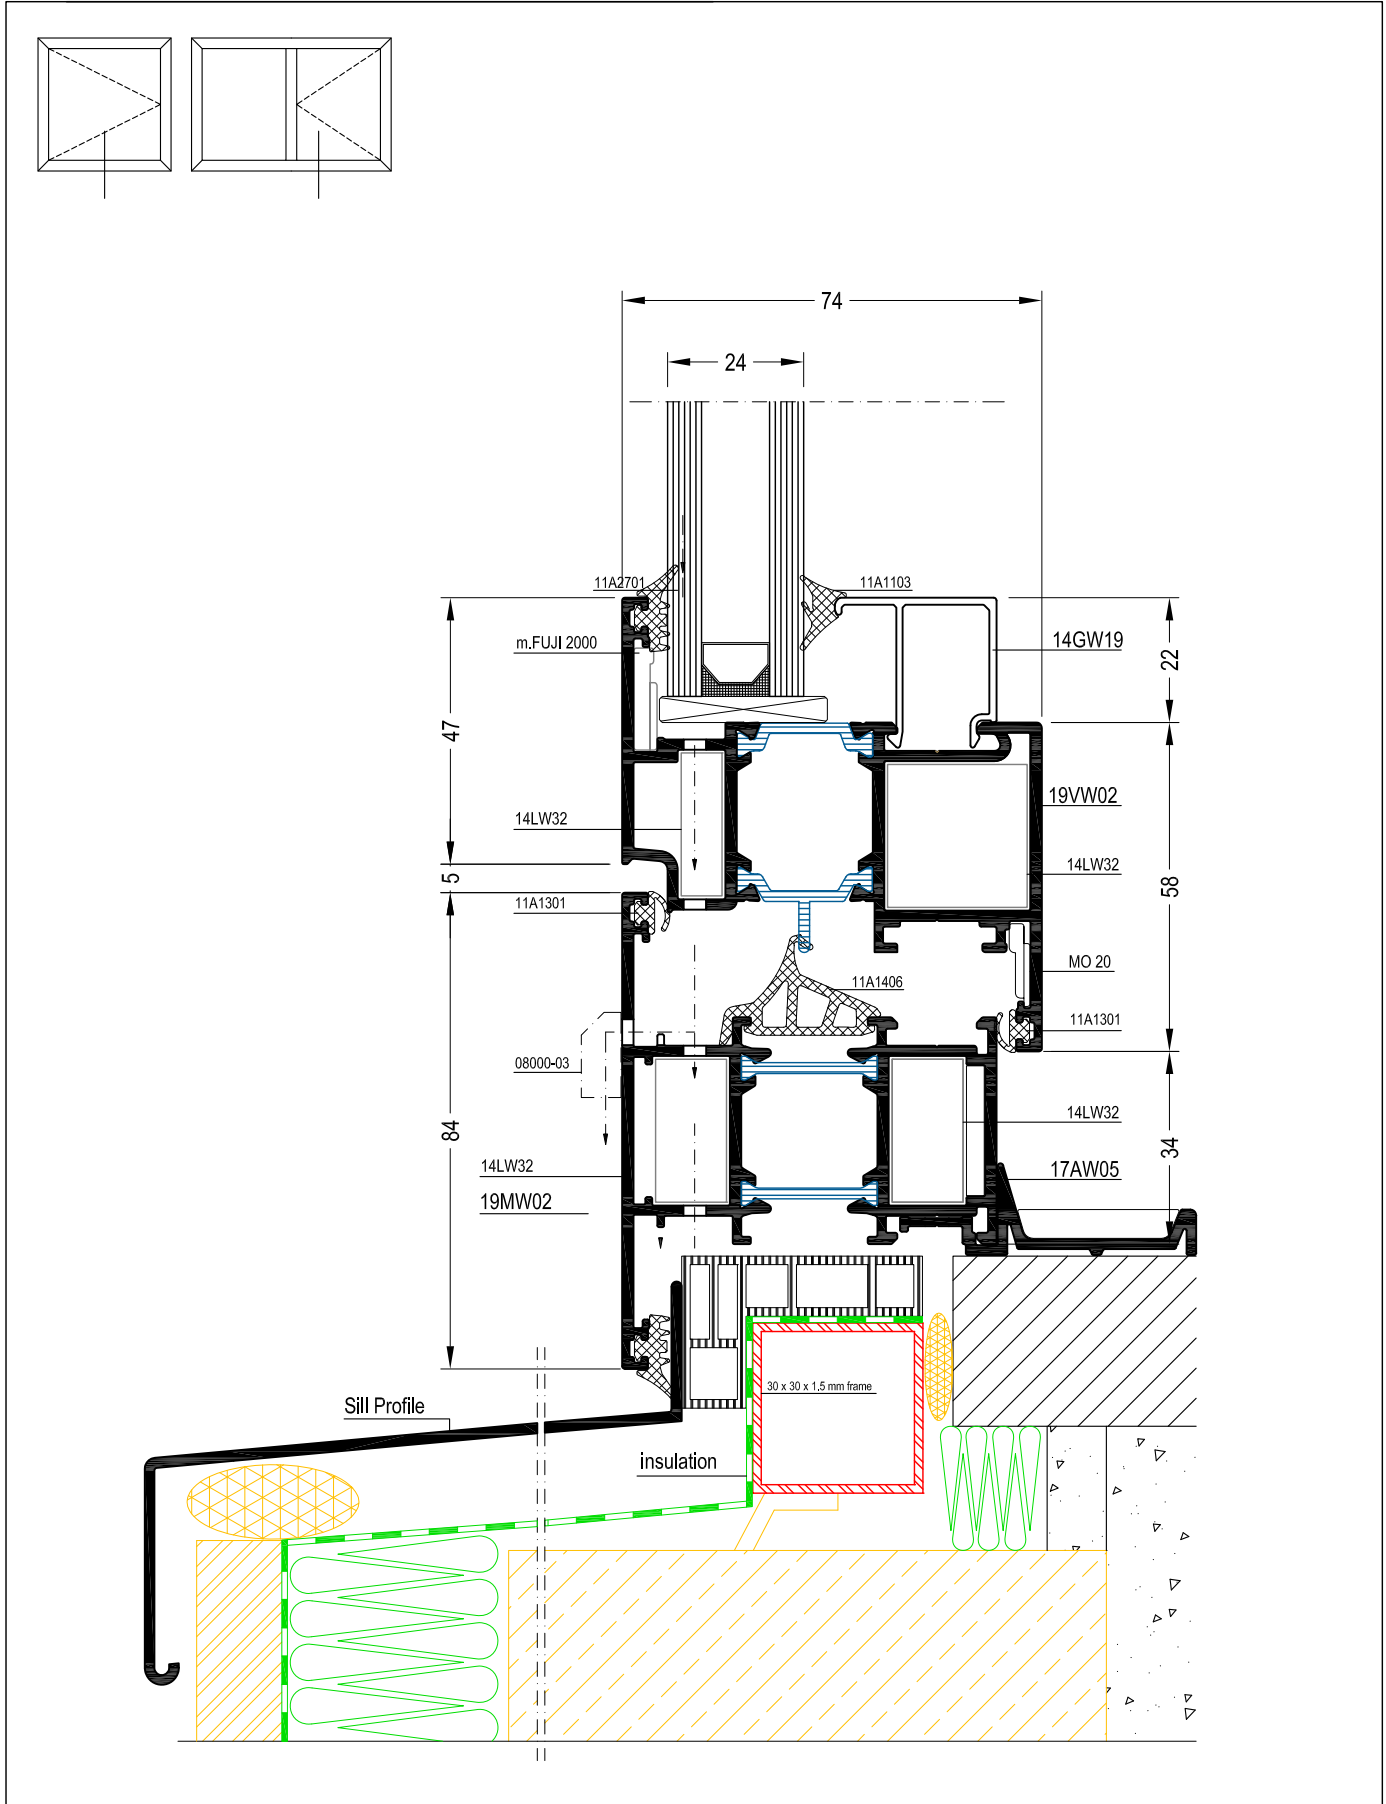 74
24
11A2701
11A1103
m.FUJI 2000
14GW19
22
47
19VW02
14LW32
14LW32
5
58
11A1301
MO 20
11A1406
11A1301
08000-03
84
14LW32
34
14LW32
17AW05
19MW02
30 x 30 x 1,5 mm frame
Sill Profile
insulation